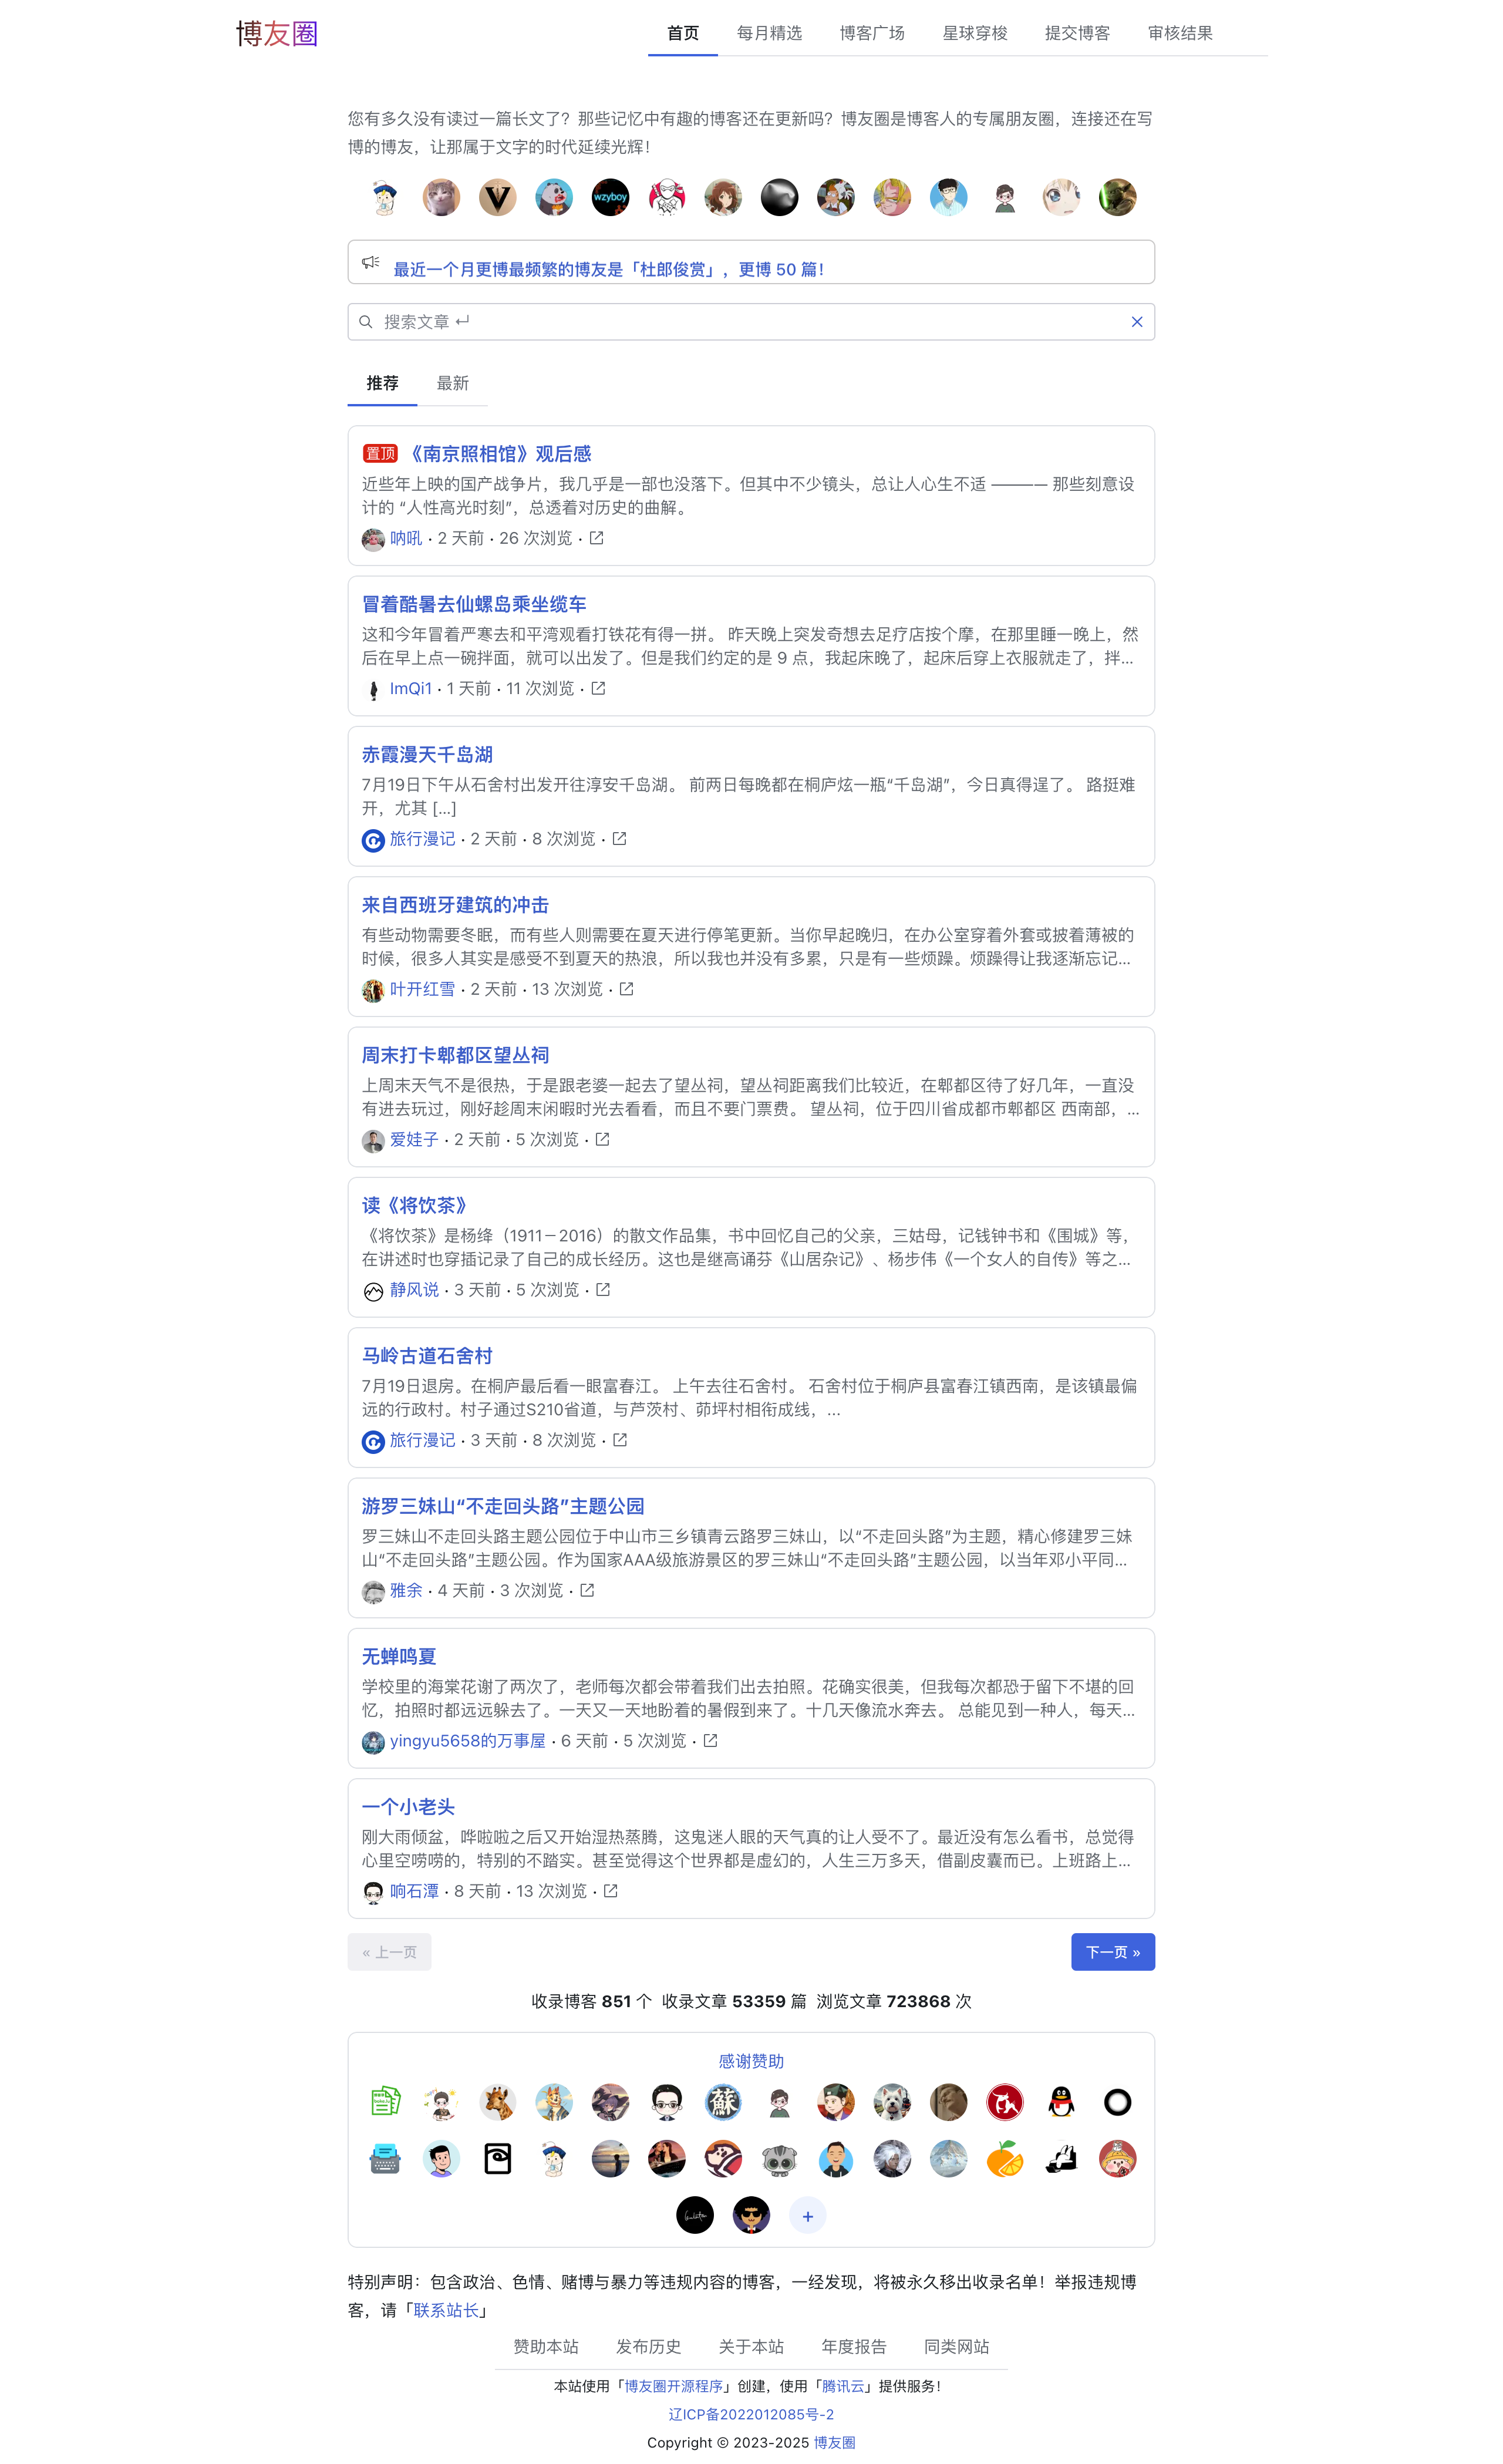 博友圈
首页 每月精选 博客广场 星球穿梭 提交博客 审核结果
您有多久没有读过一篇长文了？那些记忆中有趣的博客还在更新吗？博友圈是博客人的专属朋友圈，连接还在写
博的博友，让那属于文字的时代延续光辉！
V
wzyboy
最近一个月更博最频繁的博友是「杜郎俊赏」，更博 50 篇！
搜索文章
推荐 最新
置顶 《南京照相馆》观后感
近些年上映的国产战争片，我几乎是一部也没落下。但其中不少镜头，总让人心生不适 ———— 那些刻意设
计的 “人性高光时刻”，总透着对历史的曲解。
呐吼 · 2 天前 · 26 次浏览 ·
冒着酷暑去仙螺岛乘坐缆车
这和今年冒着严寒去和平湾观看打铁花有得一拼。 昨天晚上突发奇想去足疗店按个摩，在那里睡一晚上，然
后在早上点一碗拌面，就可以出发了。但是我们约定的是 9 点，我起床晚了，起床后穿上衣服就走了，拌...
ImQi1 · 1 天前 · 11 次浏览 ·
赤霞漫天千岛湖
7月19日下午从石舍村出发开往淳安千岛湖。 前两日每晚都在桐庐炫一瓶“千岛湖”，今日真得逞了。 路挺难
开，尤其 [...]
旅行漫记 · 2 天前 · 8 次浏览 ·
来自西班牙建筑的冲击
有些动物需要冬眠，而有些人则需要在夏天进行停笔更新。当你早起晚归，在办公室穿着外套或披着薄被的
时候，很多人其实是感受不到夏天的热浪，所以我也并没有多累，只是有一些烦躁。烦躁得让我逐渐忘记...
叶开红雪 · 2 天前 · 13 次浏览 ·
周末打卡郫都区望丛祠
上周末天气不是很热，于是跟老婆一起去了望丛祠，望丛祠距离我们比较近，在郫都区待了好几年，一直没
有进去玩过，刚好趁周末闲暇时光去看看，而且不要门票费。 望丛祠，位于四川省成都市郫都区 西南部，...
爱娃子 · 2 天前 · 5 次浏览 ·
读《将饮茶》
《将饮茶》是杨绛（1911－2016）的散文作品集，书中回忆自己的父亲，三姑母，记钱钟书和《围城》等，
在讲述时也穿插记录了自己的成长经历。这也是继高诵芬《山居杂记》、杨步伟《一个女人的自传》等之...
静风说 · 3 天前 · 5 次浏览 ·
马岭古道石舍村
7月19日退房。在桐庐最后看一眼富春江。 上午去往石舍村。 石舍村位于桐庐县富春江镇西南，是该镇最偏
远的行政村。村子通过S210省道，与芦茨村、茆坪村相衔成线，...
旅行漫记 · 3 天前 · 8 次浏览 ·
游罗三妹山“不走回头路”主题公园
罗三妹山不走回头路主题公园位于中山市三乡镇青云路罗三妹山，以“不走回头路”为主题，精心修建罗三妹
山“不走回头路”主题公园。作为国家AAA级旅游景区的罗三妹山“不走回头路”主题公园，以当年邓小平同...
雅余 · 4 天前 · 3 次浏览 ·
无蝉鸣夏
学校里的海棠花谢了两次了，老师每次都会带着我们出去拍照。花确实很美，但我每次都恐于留下不堪的回
忆，拍照时都远远躲去了。一天又一天地盼着的暑假到来了。十几天像流水奔去。 总能见到一种人，每天...
yingyu5658的万事屋 · 6 天前 · 5 次浏览 ·
一个小老头
刚大雨倾盆，哗啦啦之后又开始湿热蒸腾，这鬼迷人眼的天气真的让人受不了。最近没有怎么看书，总觉得
心里空唠唠的，特别的不踏实。甚至觉得这个世界都是虚幻的，人生三万多天，借副皮囊而已。上班路上...
响石潭 · 8 天前 · 13 次浏览 ·
« 上一页 下一页 »
收录博客 851 个 收录文章 53359 篇 浏览文章 723868 次
感谢赞助
蘇
+
特别声明：包含政治、色情、赌博与暴力等违规内容的博客，一经发现，将被永久移出收录名单！举报违规博
客，请「联系站长」
赞助本站 发布历史 关于本站 年度报告 同类网站
本站使用「博友圈开源程序」创建，使用「腾讯云」提供服务！
辽ICP备2022012085号-2
Copyright © 2023-2025 博友圈